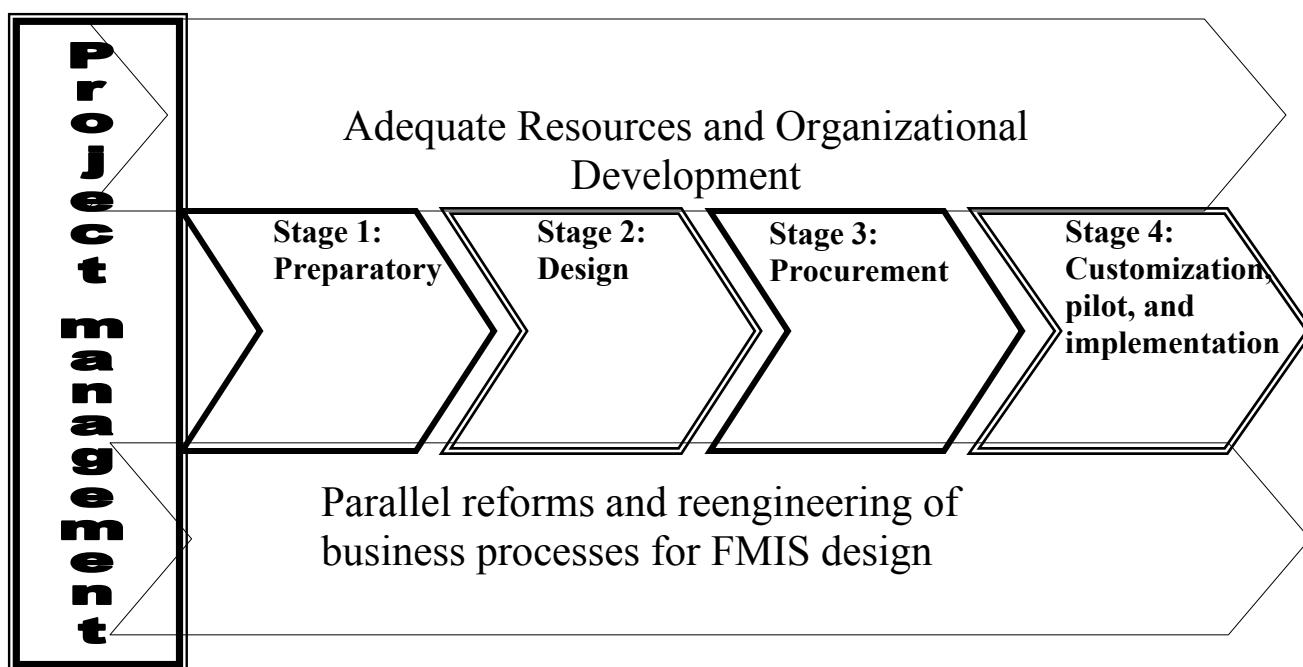 Project management
Adequate Resources and Organizational
Development
Stage 1:
Preparatory
Stage 2:
Design
Stage 3:
Procurement
Stage 4:
Customization,
pilot, and
implementation
Parallel reforms and reengineering of
business processes for FMIS design